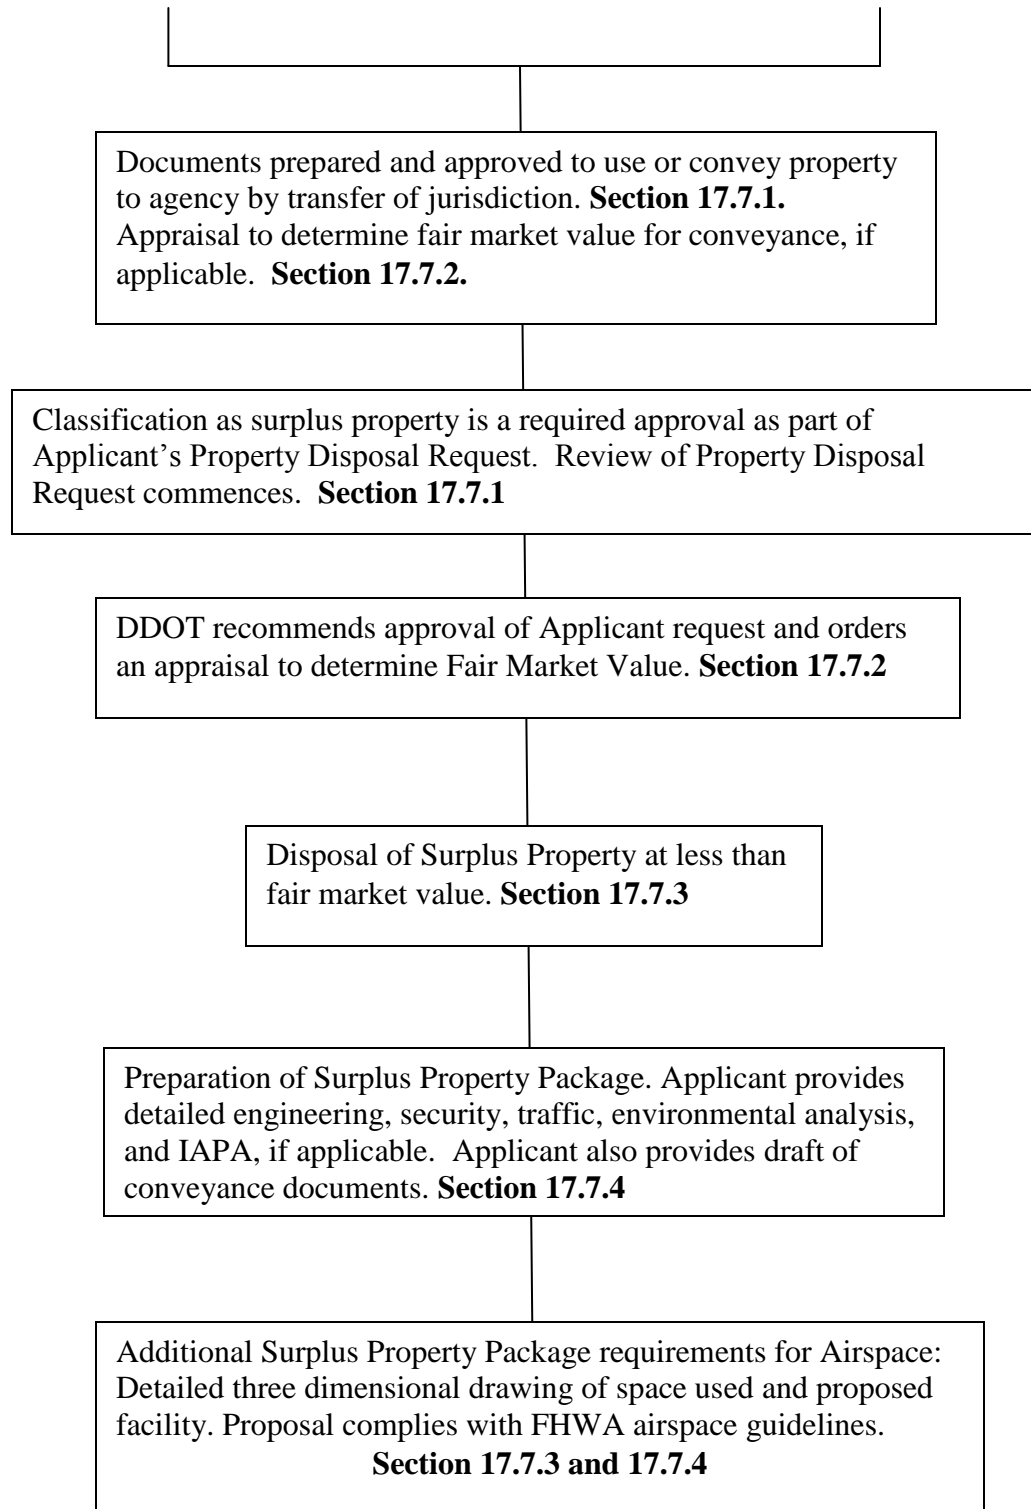 Documents prepared and approved to use or convey property
to agency by transfer of jurisdiction. Section 17.7.1.
Appraisal to determine fair market value for conveyance, if
applicable.  Section 17.7.2.
Classification as surplus property is a required approval as part of
Applicant’s Property Disposal Request.  Review of Property Disposal
Request commences.  Section 17.7.1
DDOT recommends approval of Applicant request and orders
an appraisal to determine Fair Market Value. Section 17.7.2
Disposal of Surplus Property at less than
fair market value. Section 17.7.3
Preparation of Surplus Property Package. Applicant provides
detailed engineering, security, traffic, environmental analysis,
and IAPA, if applicable.  Applicant also provides draft of
conveyance documents. Section 17.7.4
Additional Surplus Property Package requirements for Airspace:
Detailed three dimensional drawing of space used and proposed
facility. Proposal complies with FHWA airspace guidelines.
Section 17.7.3 and 17.7.4